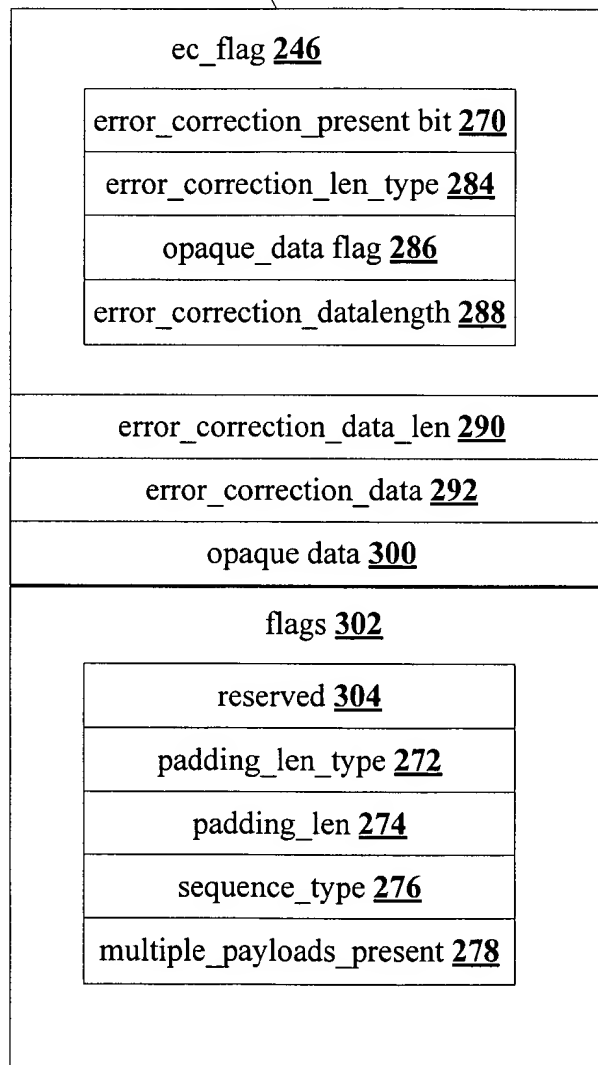 ec_flag 246
error_correction_present bit 270
error_correction_len_type 284
opaque_data flag 286
error_correction_datalength 288
error_correction_data_len 290
error_correction_data 292
opaque data 300
flags 302
reserved 304
padding_len_type 272
padding_len 274
sequence_type 276
multiple_payloads_present 278